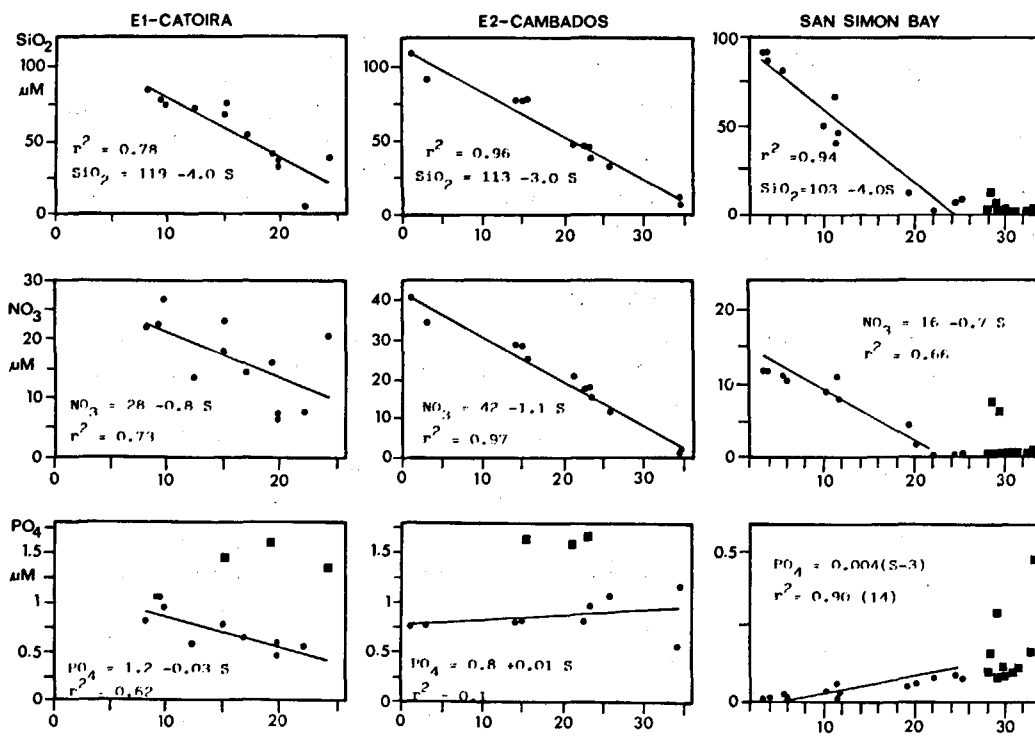 E1-CATOIRA
E2-CAMBADOS
SAN SIMON BAY
SiO2
μM
100
50
0
r² = 0.78
SiO2 = 119 -4.0 S
0
10
20
100
50
0
r² = 0.96
SiO2 = 113 -3.0 S
0
10
20
30
100
50
0
r² =0.94
SiO2 =103 -4.0S
10
20
30
NO3
μM
30
20
10
0
NO3 = 28 -0.8 S
r² = 0.73
0
10
20
40
30
20
10
0
NO3 = 42 -1.1 S
r² = 0.97
0
10
20
30
20
10
0
NO3 = 16 -0.7 S
r² = 0.66
10
20
30
PO4
μM
1.5
1
0.5
0
PO4 = 1.2 -0.03 S
r² - 0.62
10
20
1.5
1
0.5
0
PO4 = 0.8 +0.01 S
r² - 0.1
0
10
20
30
0.5
0
PO4 = 0.004(S-3)
r² = 0.90 (14)
10
20
30